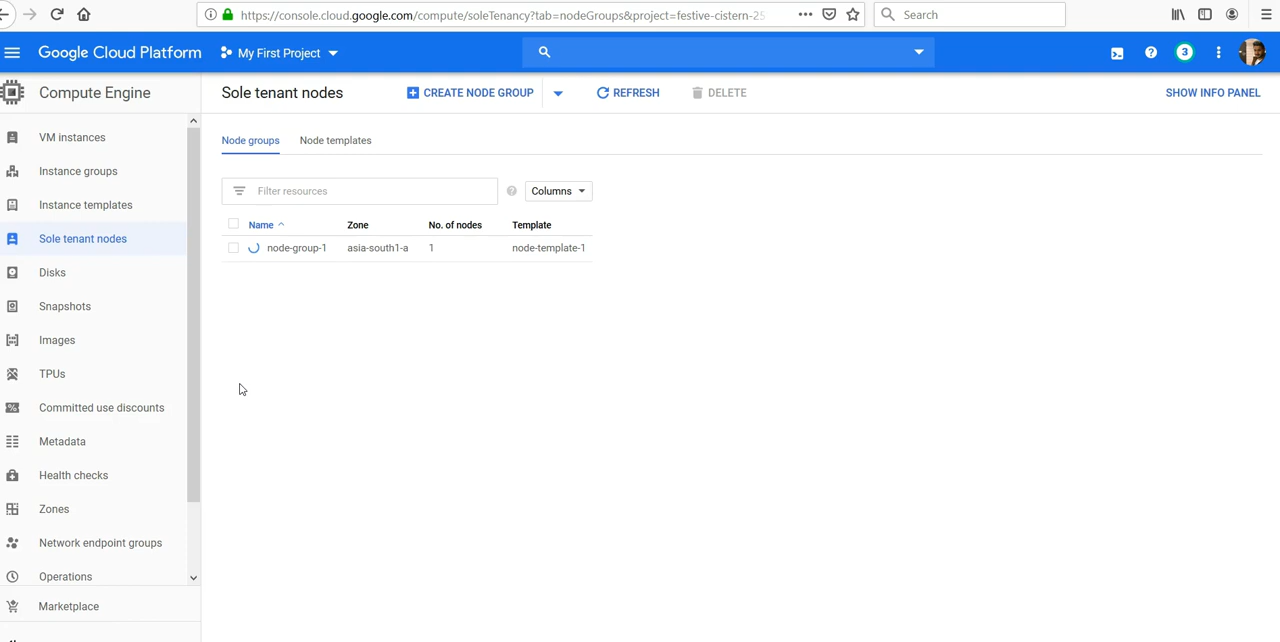 https://console.cloud.google.com/compute/soleTenancy?tab=nodeGroups&project=festive-cistern-25
Search
Google Cloud Platform
My First Project
3
Compute Engine
Sole tenant nodes
CREATE NODE GROUP
REFRESH
DELETE
SHOW INFO PANEL
VM instances
Instance groups
Instance templates
Sole tenant nodes
Disks
Snapshots
Images
TPUs
Committed use discounts
Metadata
Health checks
Zones
Network endpoint groups
Operations
Marketplace
Node groups Node templates
Filter resources
Columns
Name Zone No. of nodes Template
node-group-1 asia-south1-a 1 node-template-1